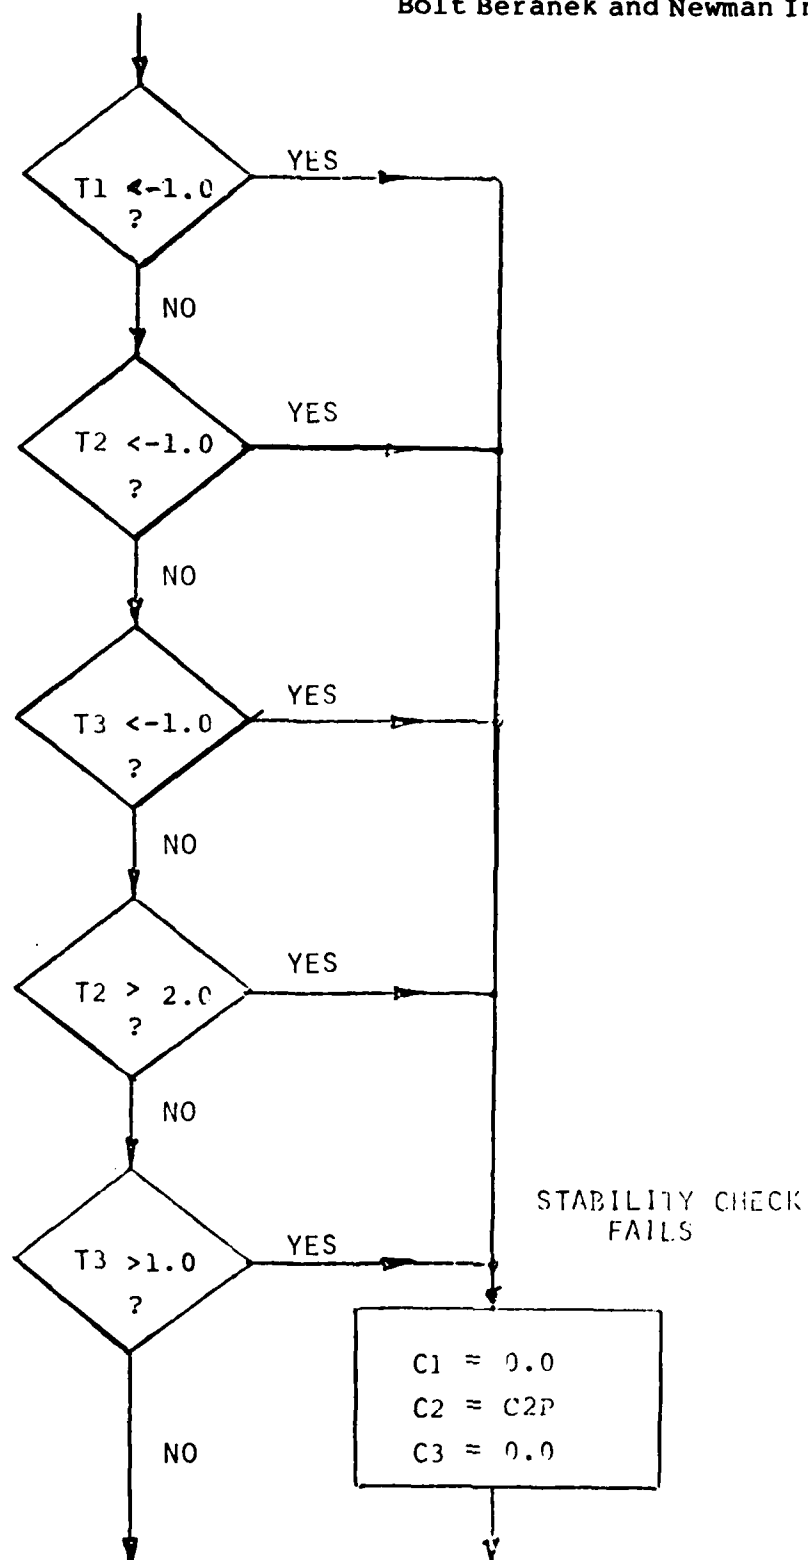 Bolt Beranek and Newman
YES
T1 <-1.0
?
NO
YES
T2 <-1.0
?
NO
YES
T3 <-1.0
?
NO
YES
T2 > 2.0
?
NO
STABILITY CHECK
FAILS
YES
T3 >1.0
?
C1 = 0.0
C2 = C2P
C3 = 0.0
NO